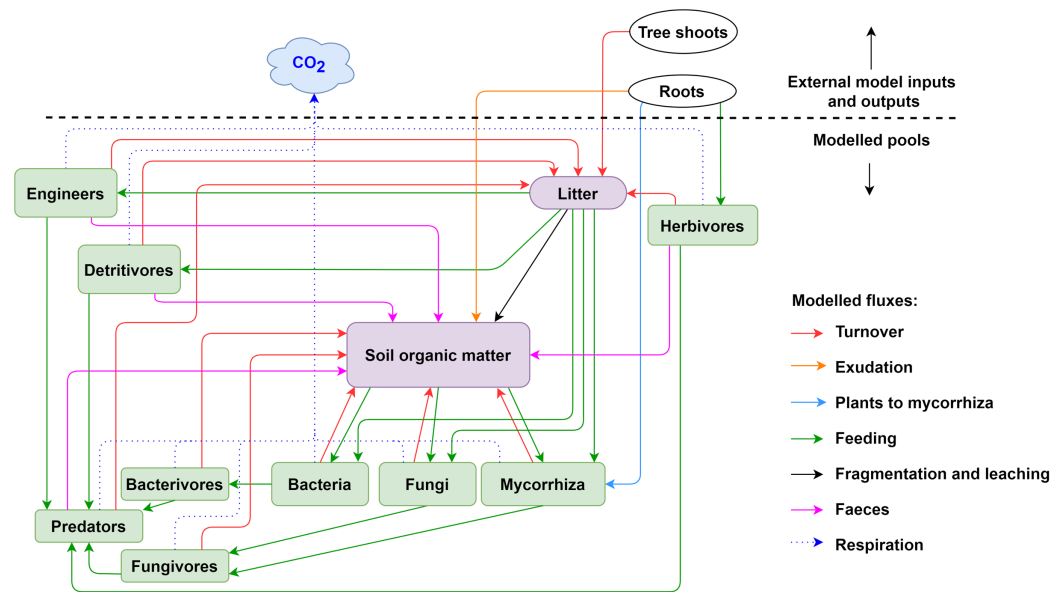 Tree shoots
CO2
Roots
External model inputs
and outputs
Modelled pools
Engineers
Litter
Herbivores
Detritivores
Soil organic matter
Bacterivores
Bacteria
Fungi
Mycorrhiza
Predators
Fungivores
Modelled fluxes:
Turnover
Exudation
Plants to mycorrhiza
Feeding
Fragmentation and leaching
Faeces
Respiration